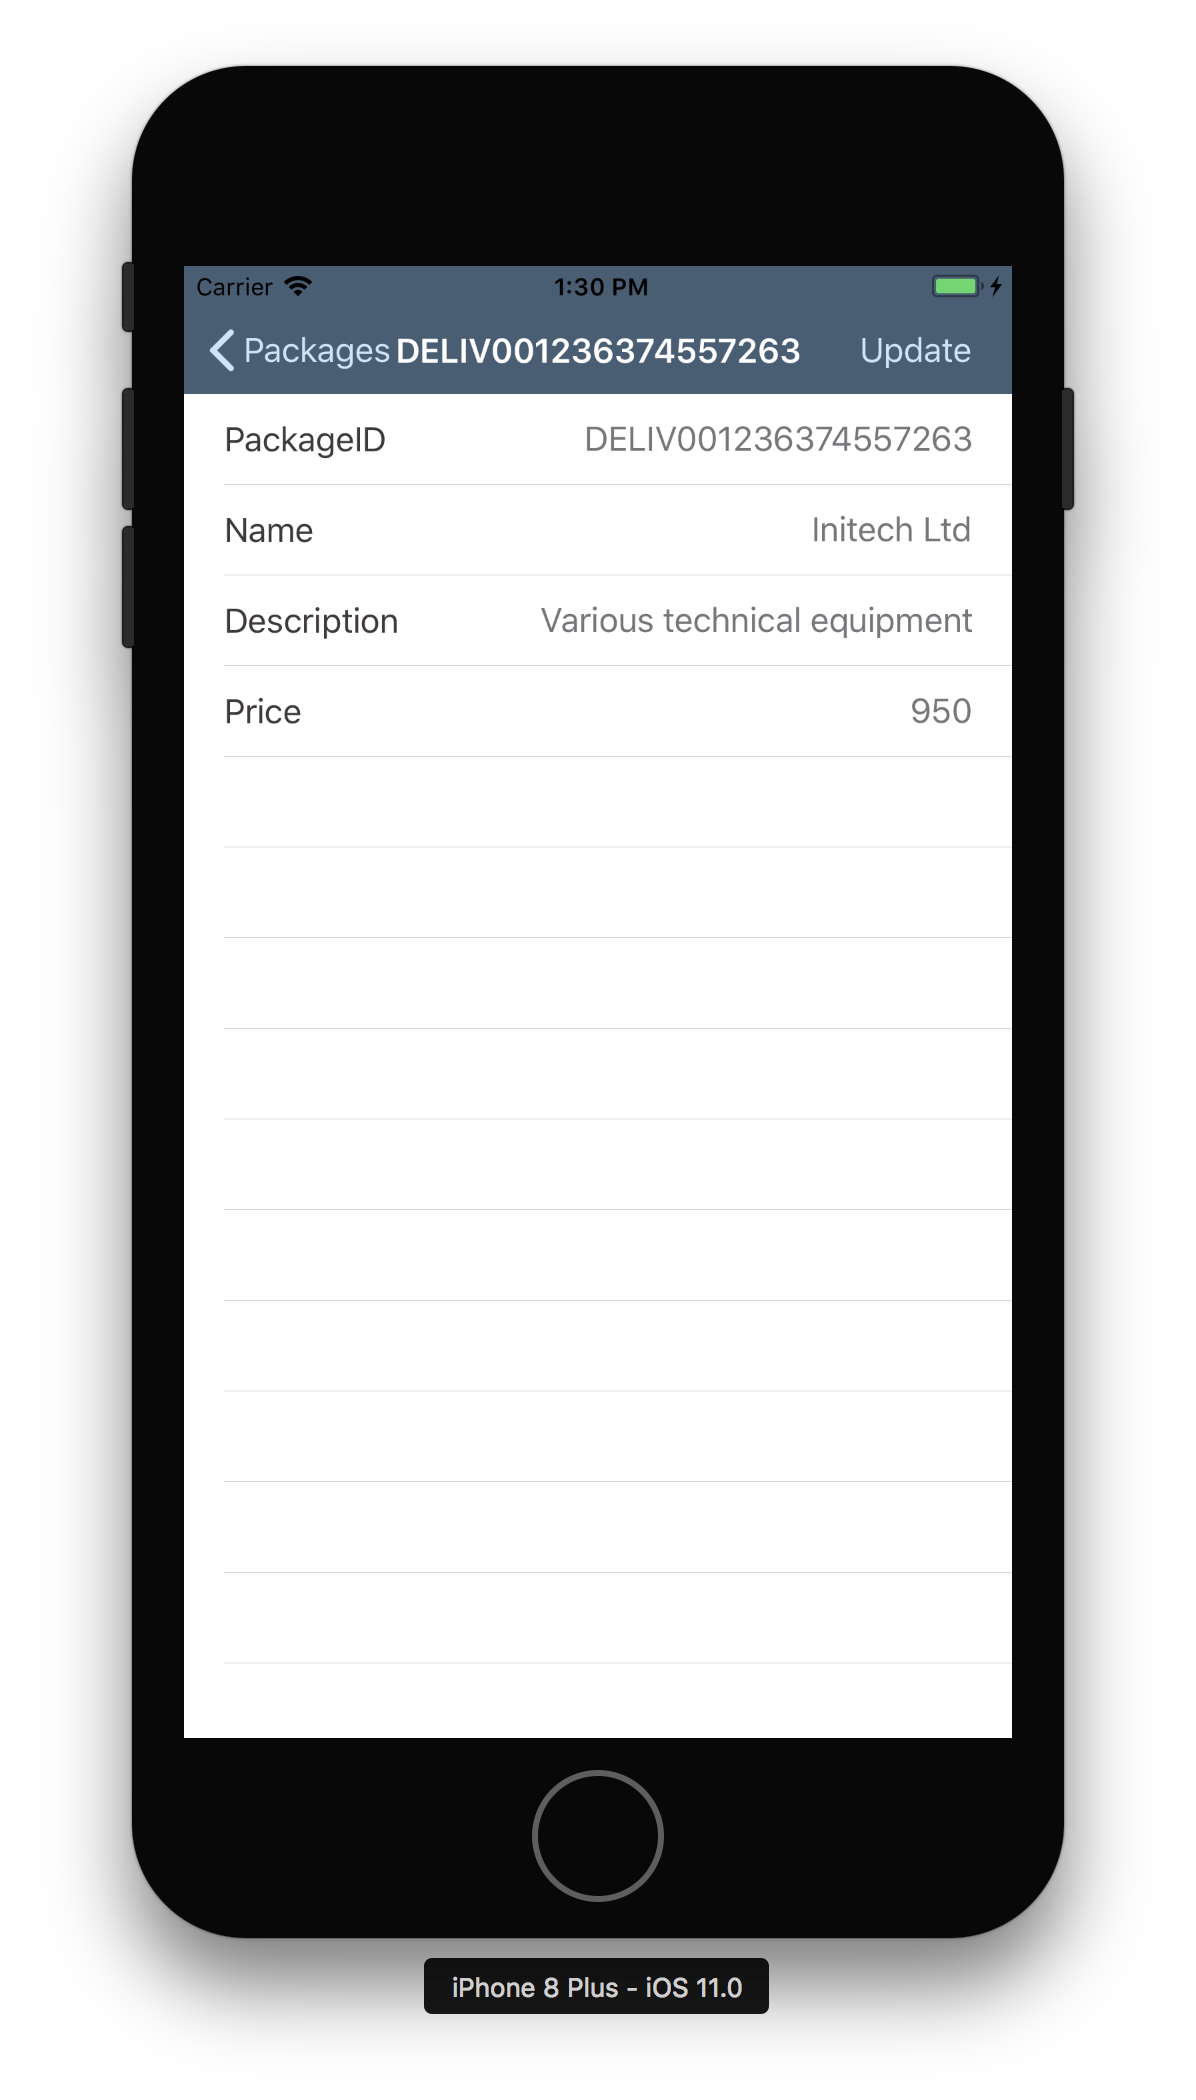 Carrier 1:30 PM
Packages DELIV001236374557263 Update
PackageID DELIV001236374557263
Name Initech Ltd
Description Various technical equipment
Price 950
iPhone 8 Plus - iOS 11.0